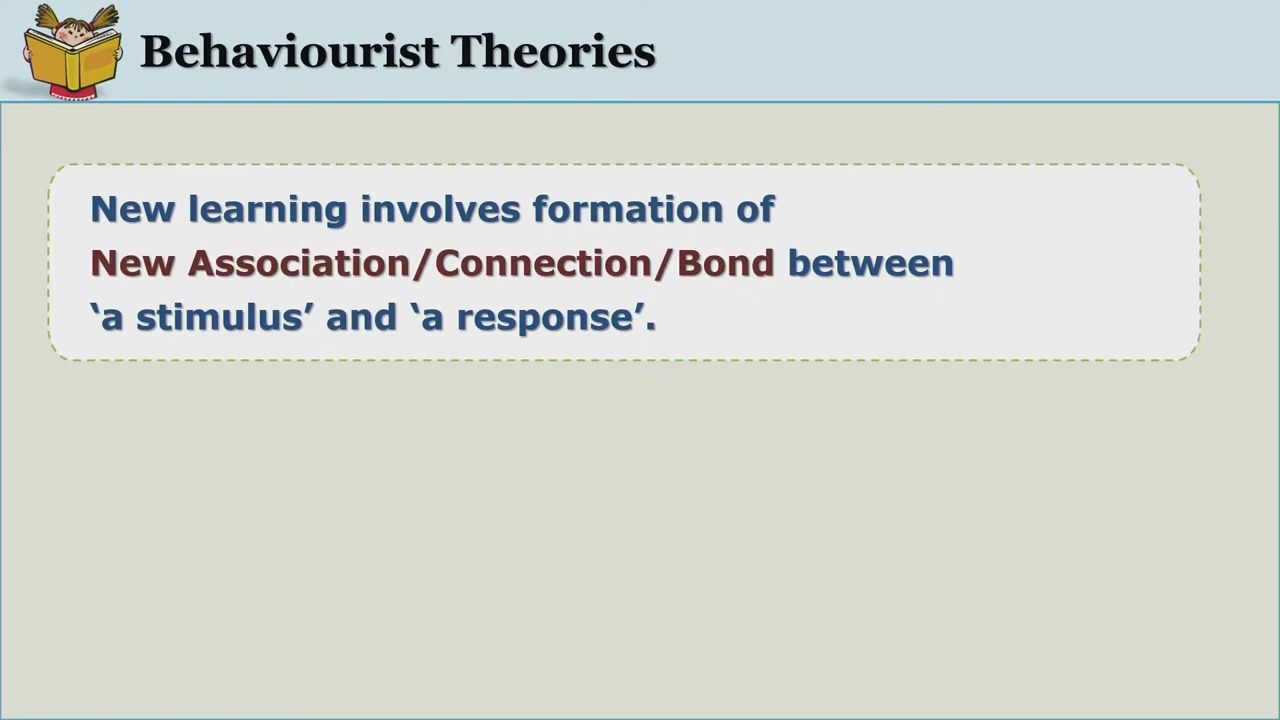 Behaviourist Theories
New learning involves formation of
New Association/Connection/Bond between
‘a stimulus’ and ‘a response’.